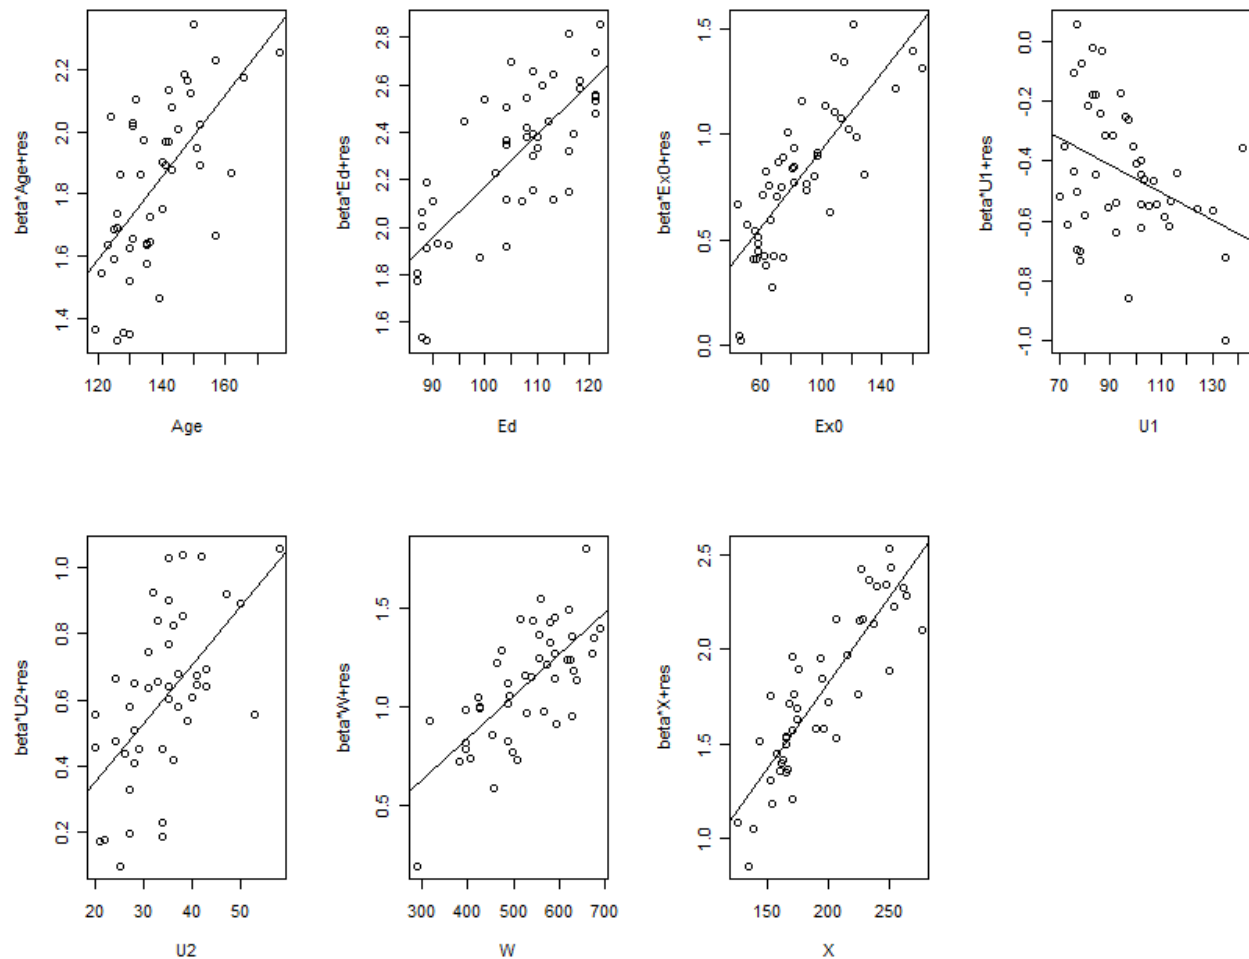 beta*Age+res
1.4 1.6 1.8 2.0 2.2
120 140 160
Age
beta*Ed+res
1.6 1.8 2.0 2.2 2.4 2.6 2.8
90 100 110 120
Ed
beta*Ex0+res
0.0 0.5 1.0 1.5
60 100 140
Ex0
beta*U1+res
-1.0 -0.8 -0.6 -0.4 -0.2 0.0
70 90 110 130
U1
beta*U2+res
0.2 0.4 0.6 0.8 1.0
20 30 40 50
U2
beta*W+res
0.5 1.0 1.5
300 400 500 600 700
W
beta*X+res
1.0 1.5 2.0 2.5
150 200 250
X